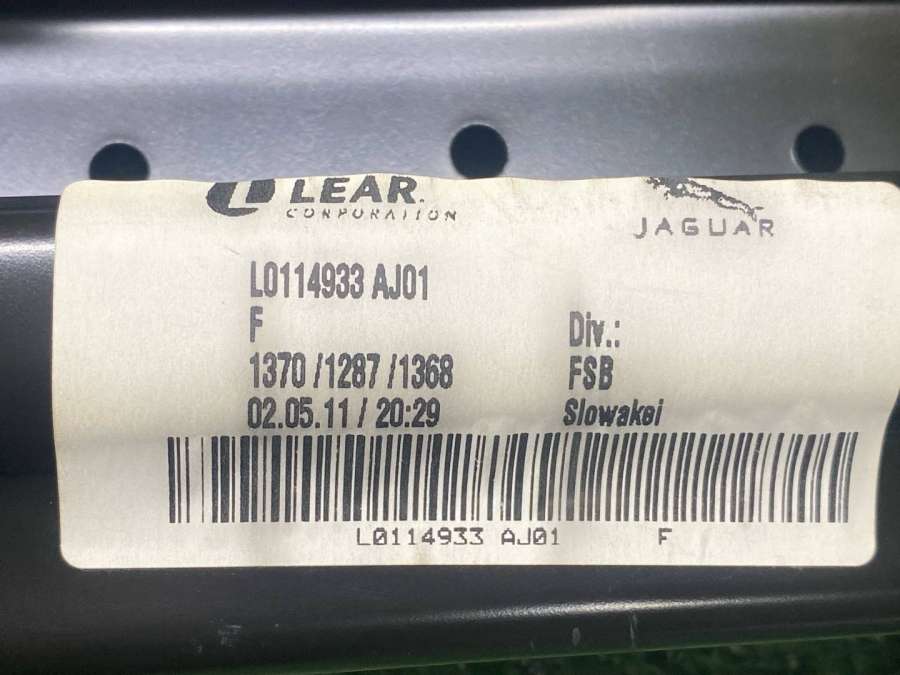 LEAR.
CORPORATION
JAGUAR
L0114933 AJ01
F
Div.:
1370 /1287 /1368
FSB
02.05.11 / 20:29
Slowakei
L0114933 AJ01 F